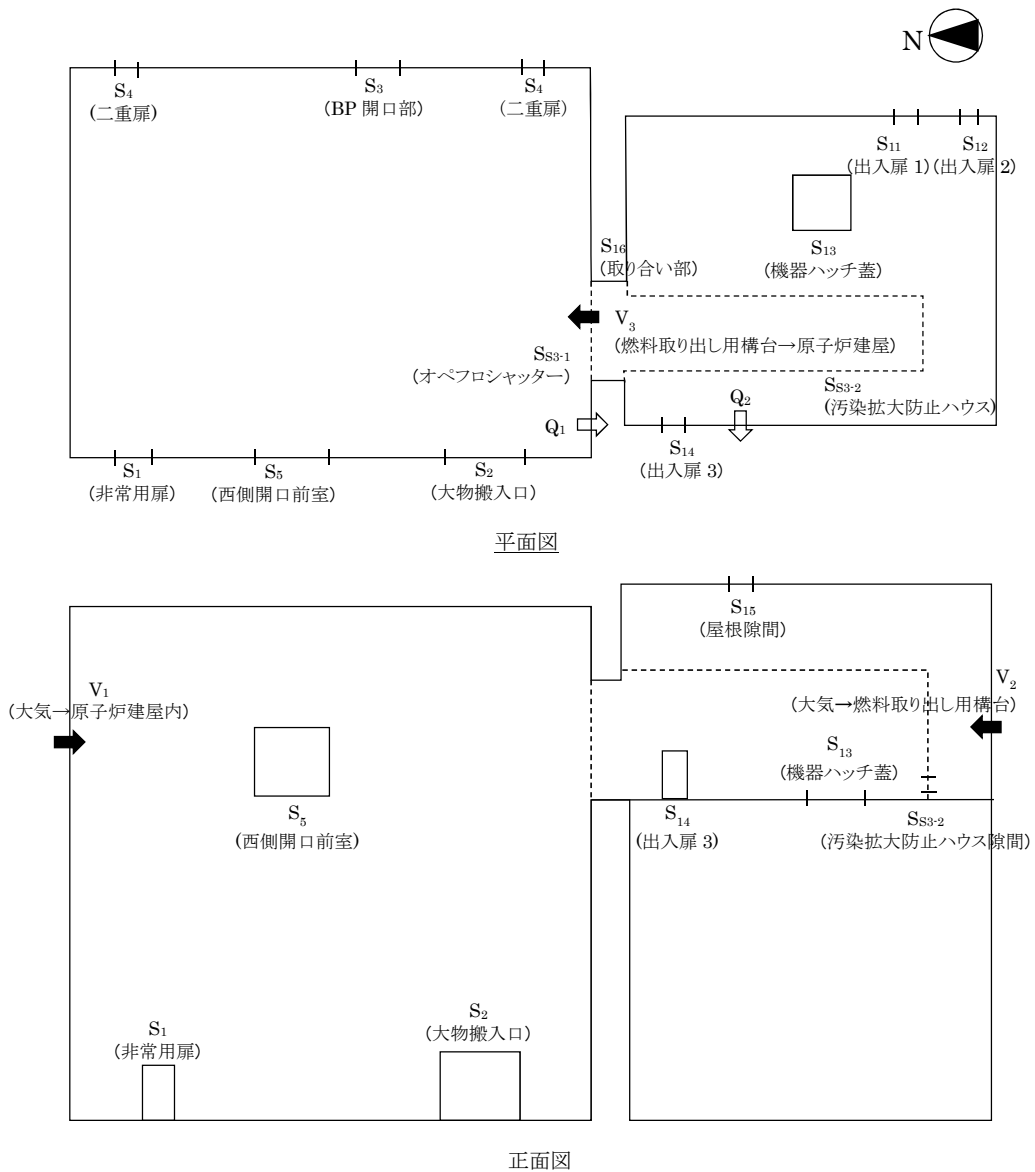 N
S4
(二重扉)
S3
(BP 開口部)
S4
(二重扉)
S11
(出入扉 1)
S12
(出入扉 2)
S16
(取り合い部)
S13
(機器ハッチ蓋)
V3
(燃料取り出し用構台→原子炉建屋)
SS3-1
(オペフロシャッター)
SS3-2
(汚染拡大防止ハウス)
Q1
Q2
S14
(出入扉 3)
S1
(非常用扉)
S5
(西側開口前室)
S2
(大物搬入口)
平面図
S15
(屋根隙間)
V1
(大気→原子炉建屋内)
V2
(大気→燃料取り出し用構台)
S13
(機器ハッチ蓋)
S5
(西側開口前室)
S14
(出入扉 3)
SS3-2
(汚染拡大防止ハウス隙間)
S1
(非常用扉)
S2
(大物搬入口)
正面図